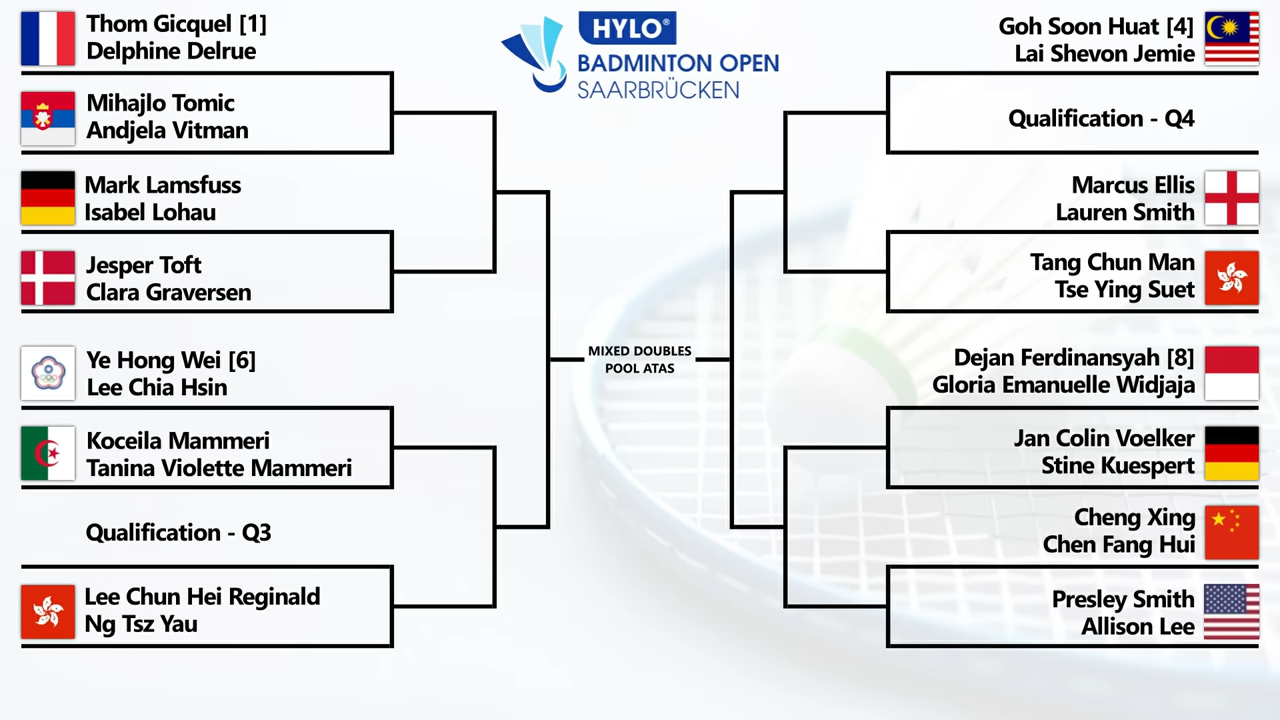 Thom Gicquel [1]
Delphine Delrue
Mihajlo Tomic
Andjela Vitman
Mark Lamsfuss
Isabel Lohau
Jesper Toft
Clara Graversen
Ye Hong Wei [6]
Lee Chia Hsin
Koceila Mammeri
Tanina Violette Mammeri
Qualification - Q3
Lee Chun Hei Reginald
Ng Tsz Yau
HYLO®
BADMINTON OPEN
SAARBRÜCKEN
MIXED DOUBLES
POOL ATAS
Goh Soon Huat [4]
Lai Shevon Jemie
Qualification - Q4
Marcus Ellis
Lauren Smith
Tang Chun Man
Tse Ying Suet
Dejan Ferdinansyah [8]
Gloria Emanuelle Widjaja
Jan Colin Voelker
Stine Kuespert
Cheng Xing
Chen Fang Hui
Presley Smith
Allison Lee